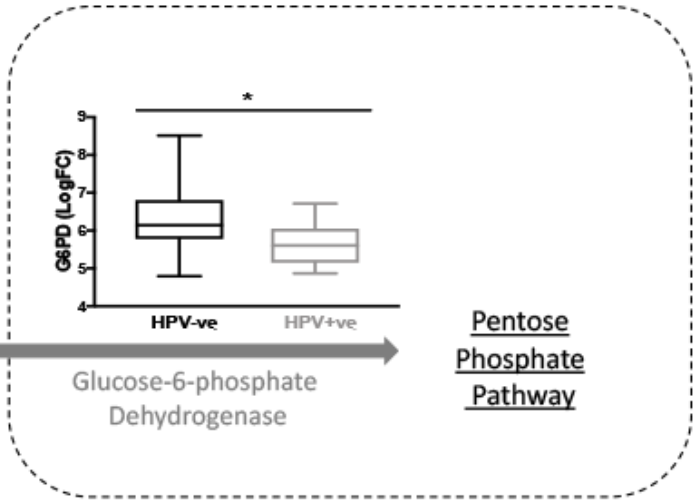 *
G6PD (LogFC)
9
8
7
6
5
4
HPV-ve
HPV+ve
Glucose-6-phosphate
Dehydrogenase
Pentose
Phosphate
Pathway